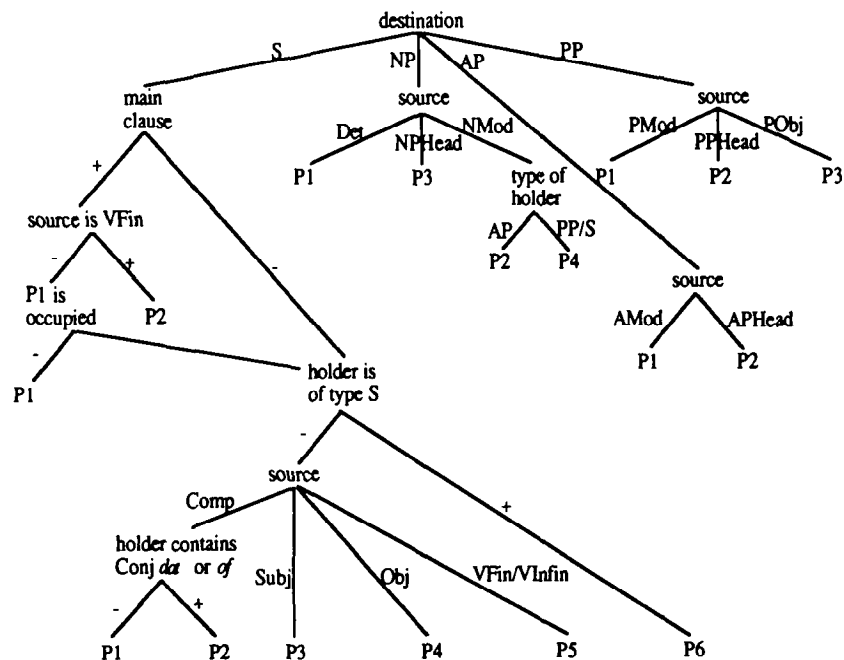 destination
S
NP
AP
PP
main
clause
source
source
Det
NPHead
NMod
PMod
PPHead
PObj
+
-
P1
P3
type of
holder
P1
P2
P3
source is VFin
AP
PP/S
-
+
P2
P4
source
P1 is
occupied
P2
AMod
APHead
-
P1
P2
P1
holder is
of type S
-
+
source
Comp
holder contains
Conj dat or of
Subj
Obj
VFin/VInfin
-
+
P1
P2
P3
P4
P5
P6